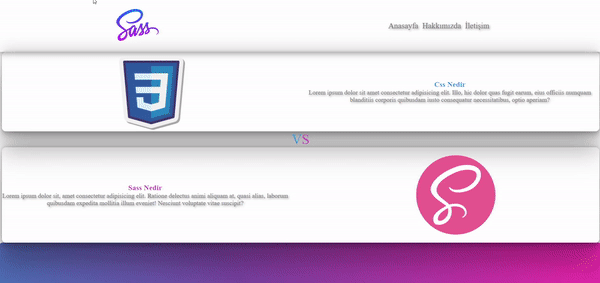 Sass
Anasayfa Hakkımızda İletişim
3
Css Nedir
Lorem ipsum dolor sit amet consectetur adipisicing elit. Illo, hic dolor quas fugit earum, eius officiis numquam
blanditiis corporis quibusdam iusto consequatur necessitatibus, optio aperiam?
VS
Sass Nedir
Lorem ipsum dolor sit, amet consectetur adipisicing elit. Ratione delectus animi aliquam at, quasi alias, laborum
quibusdam expedita mollitia illum eveniet! Nesciunt voluptate vitae suscipit?